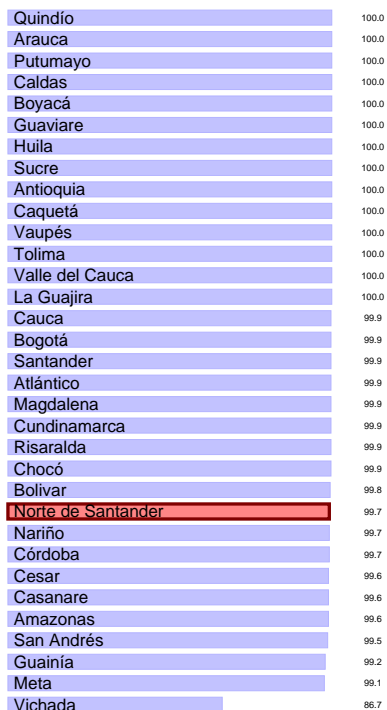 Quindío 100.0
Arauca 100.0
Putumayo 100.0
Caldas 100.0
Boyacá 100.0
Guaviare 100.0
Huila 100.0
Sucre 100.0
Antioquia 100.0
Caquetá 100.0
Vaupés 100.0
Tolima 100.0
Valle del Cauca 100.0
La Guajira 100.0
Cauca 99.9
Bogotá 99.9
Santander 99.9
Atlántico 99.9
Magdalena 99.9
Cundinamarca 99.9
Risaralda 99.9
Chocó 99.9
Bolivar 99.8
Norte de Santander 99.7
Nariño 99.7
Córdoba 99.7
Cesar 99.6
Casanare 99.6
Amazonas 99.6
San Andrés 99.5
Guainía 99.2
Meta 99.1
Vichada 86.7